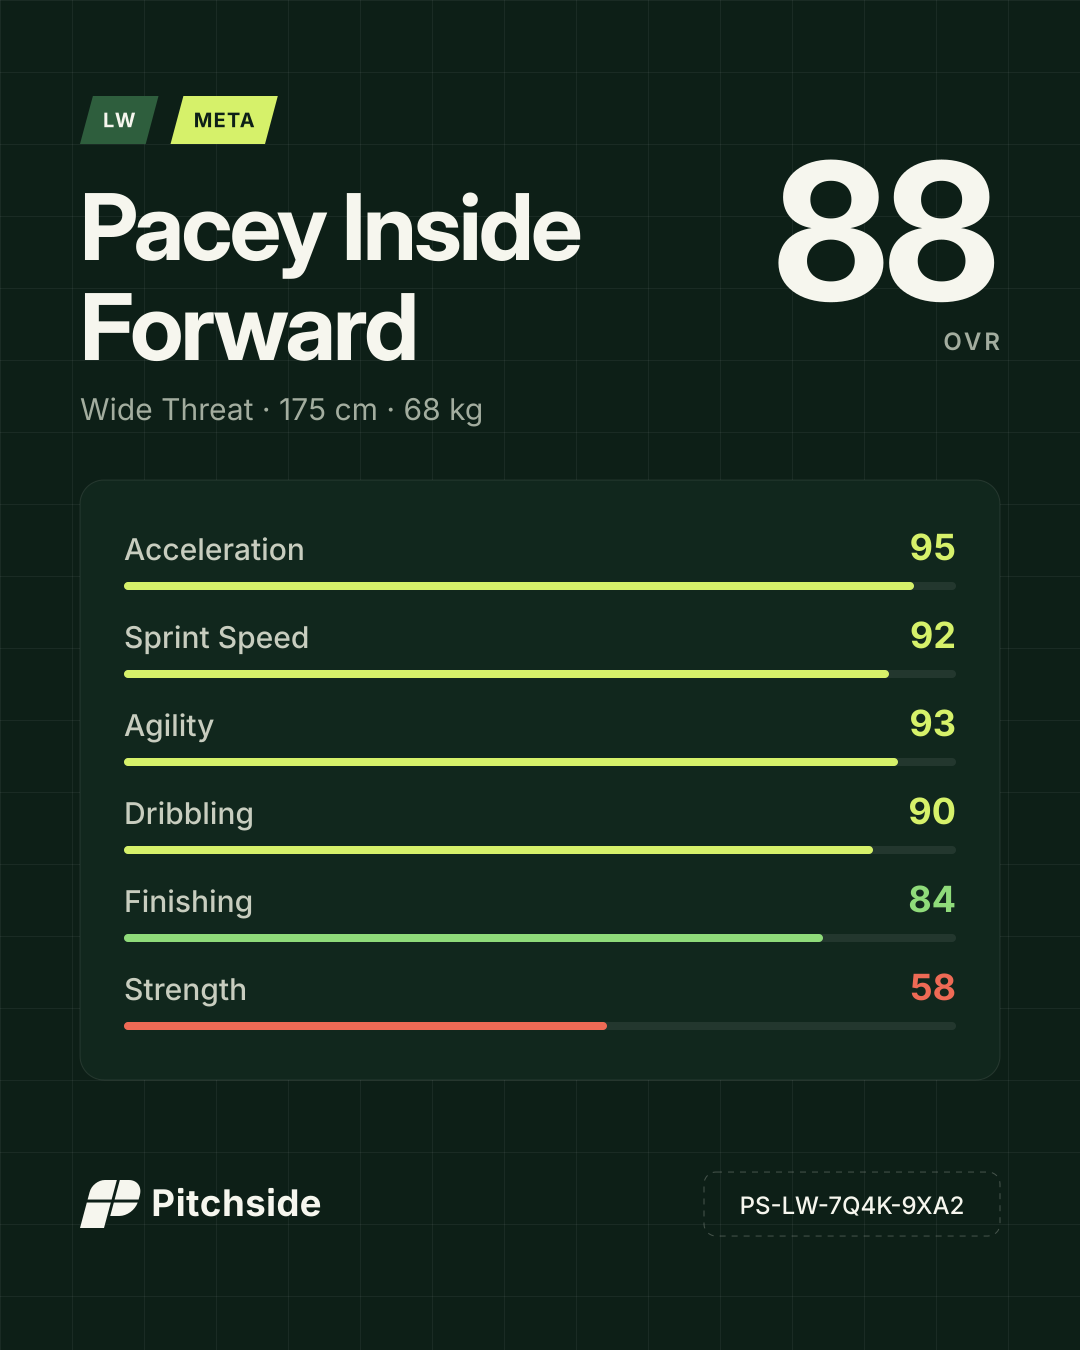 LW
META
Pacey Inside
Forward
88
OVR
Wide Threat · 175 cm · 68 kg
Acceleration 95
Sprint Speed 92
Agility 93
Dribbling 90
Finishing 84
Strength 58
Pitchside
PS-LW-7Q4K-9XA2